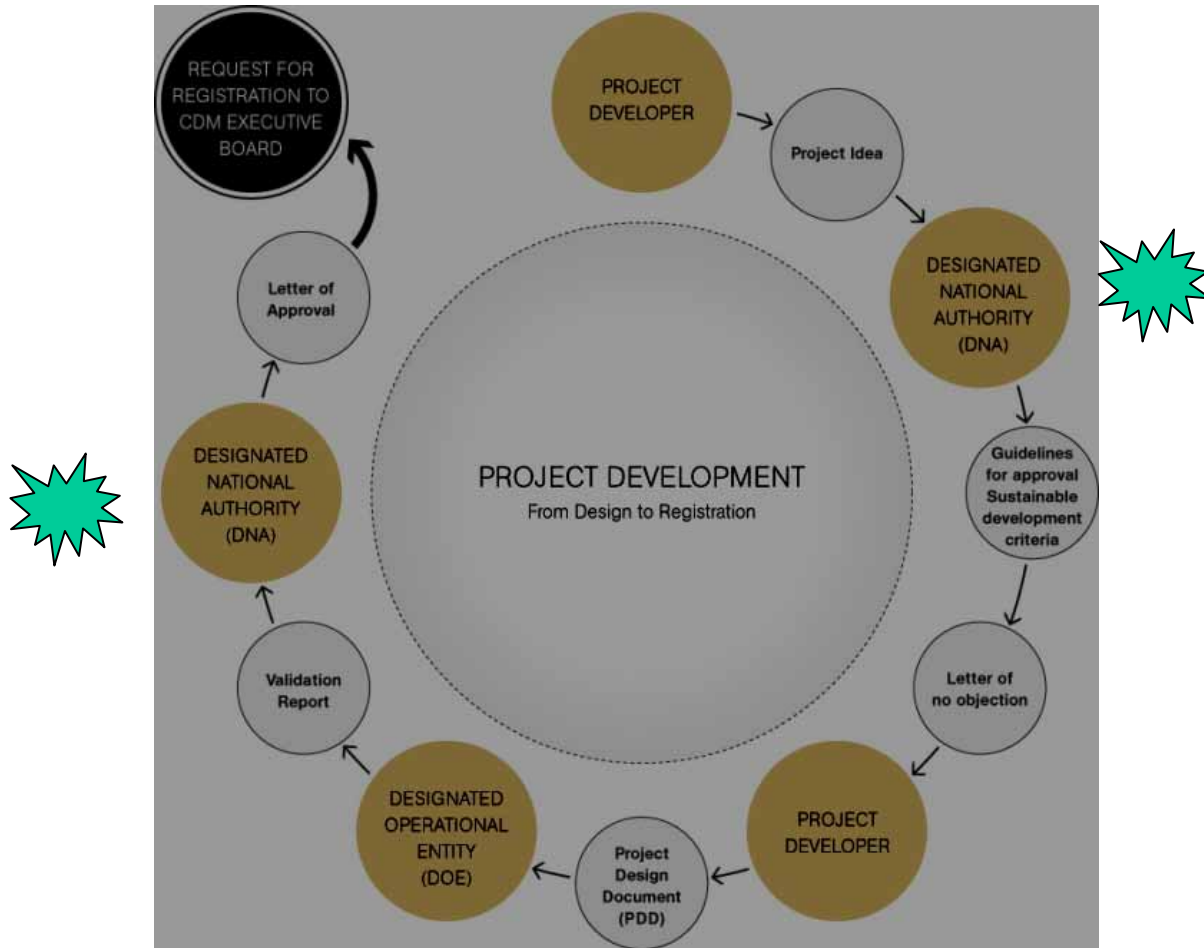 REQUEST FOR
REGISTRATION TO
CDM EXECUTIVE
BOARD
PROJECT
DEVELOPER
Project Idea
DESIGNATED
NATIONAL
AUTHORITY
(DNA)
Guidelines
for approval
Sustainable
development
criteria
Letter of
no objection
PROJECT
DEVELOPER
Project
Design
Document
(PDD)
DESIGNATED
OPERATIONAL
ENTITY
(DOE)
Validation
Report
DESIGNATED
NATIONAL
AUTHORITY
(DNA)
Letter of
Approval
PROJECT DEVELOPMENT
From Design to Registration